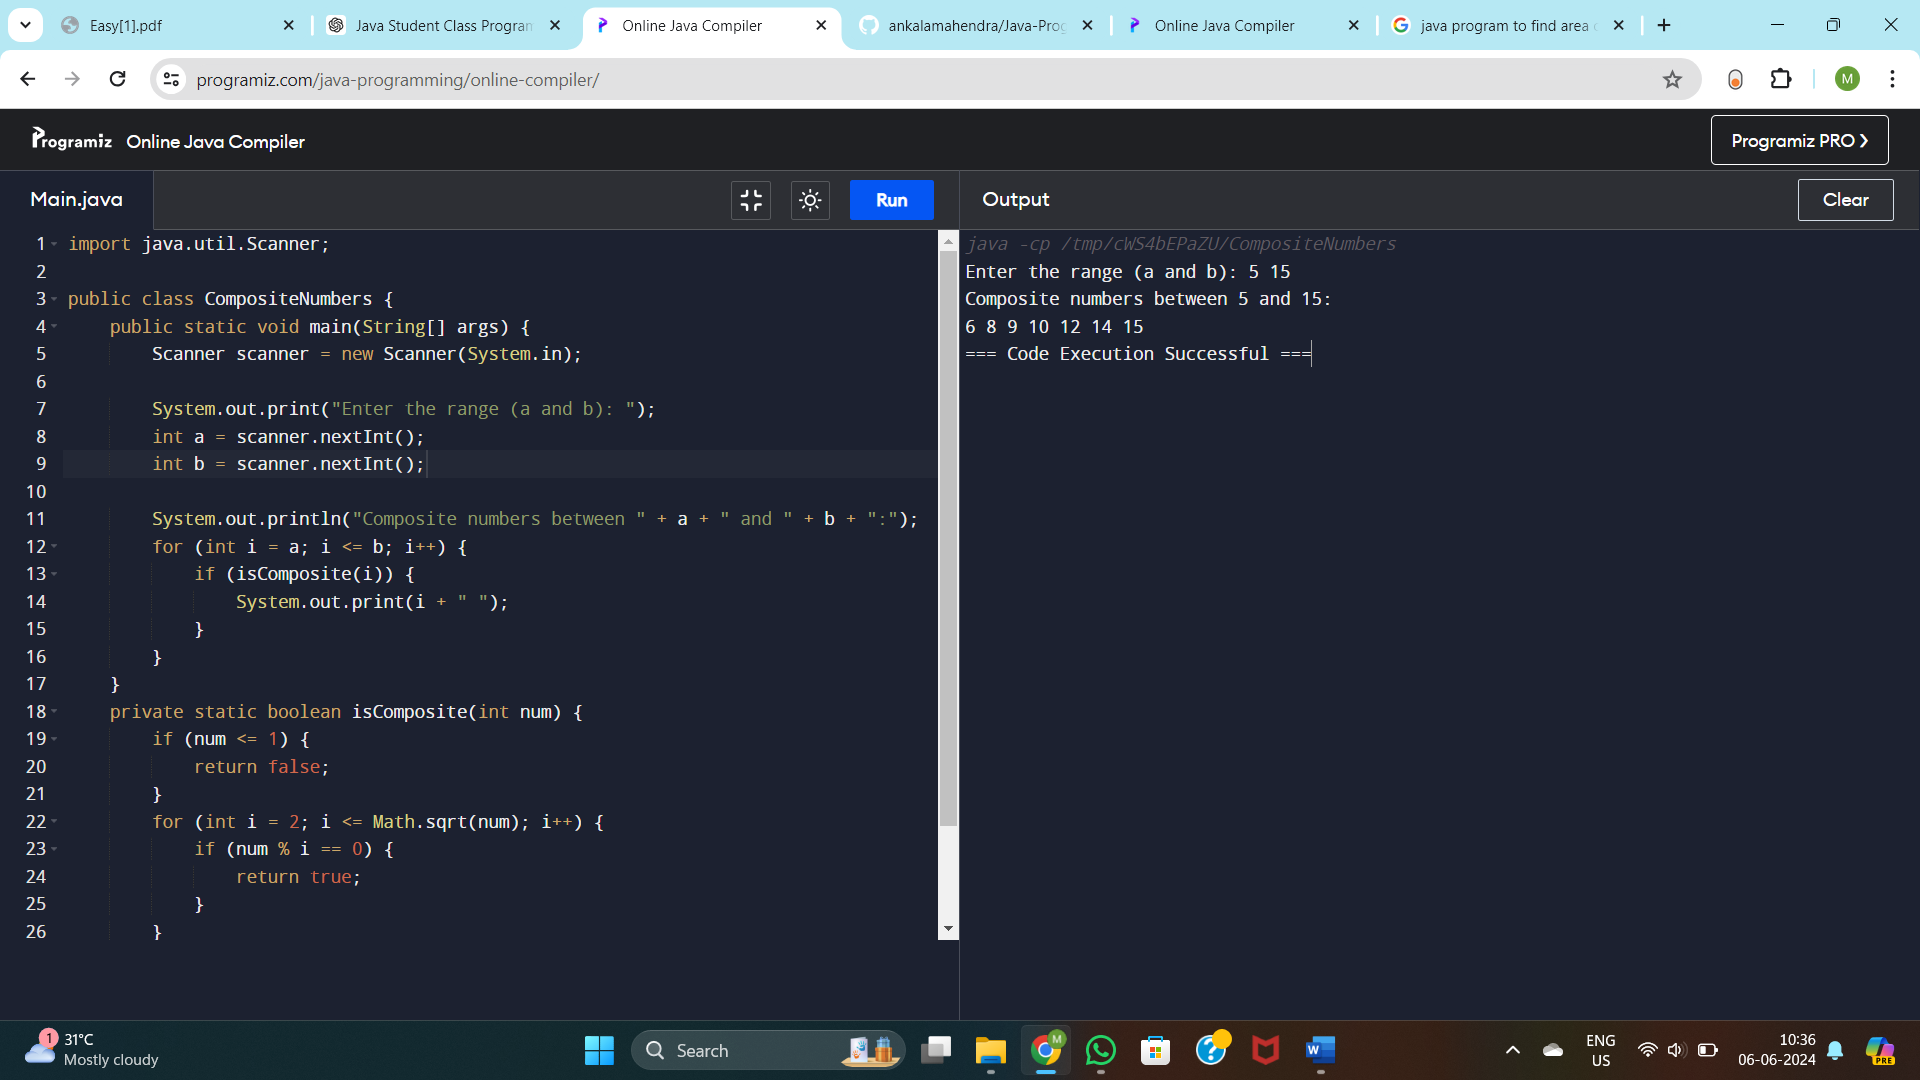 Easy[1].pdf
Java Student Class Program
Online Java Compiler
ankalamahendra/Java-Prog
Online Java Compiler
java program to find area
programiz.com/java-programming/online-compiler/
M
Programiz Online Java Compiler
Programiz PRO
Main.java
Run
Output
Clear
1 import java.util.Scanner;
2
3 public class CompositeNumbers {
4 public static void main(String[] args) {
5 Scanner scanner = new Scanner(System.in);
6
7 System.out.print("Enter the range (a and b): ");
8 int a = scanner.nextInt();
9 int b = scanner.nextInt();
10
11 System.out.println("Composite numbers between " + a + " and " + b + ":");
12 for (int i = a; i <= b; i++) {
13 if (isComposite(i)) {
14 System.out.print(i + " ");
15 }
16 }
17 }
18 private static boolean isComposite(int num) {
19 if (num <= 1) {
20 return false;
21 }
22 for (int i = 2; i <= Math.sqrt(num); i++) {
23 if (num % i == 0) {
24 return true;
25 }
26 }
java -cp /tmp/cWS4bEPaZU/CompositeNumbers
Enter the range (a and b): 5 15
Composite numbers between 5 and 15:
6 8 9 10 12 14 15
=== Code Execution Successful ===
1
31°C
Mostly cloudy
Search
M
W
ENG
US
10:36
06-06-2024
PRE